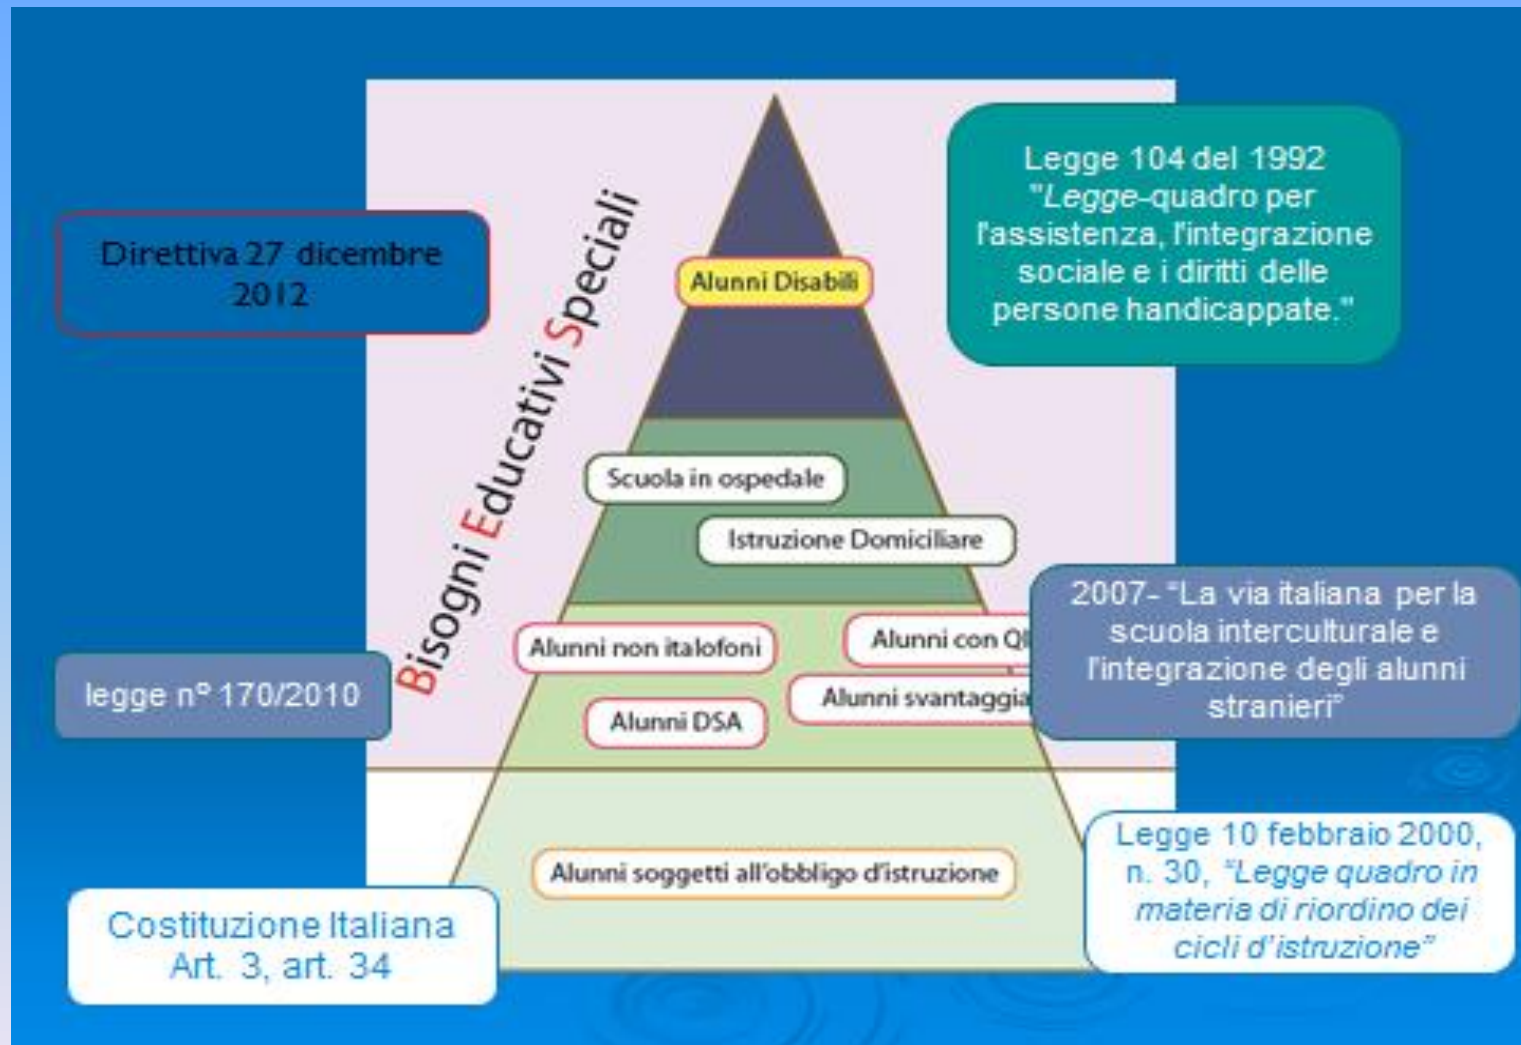 Direttiva 27 dicembre
2012
Bisogni Educativi Speciali
Alunni Disabili
Legge 104 del 1992
"Legge-quadro per
l'assistenza, l'integrazione
sociale e i diritti delle
persone handicappate."
Scuola in ospedale
Istruzione Domiciliare
legge n° 170/2010
Alunni non italofoni
Alunni con
Alunni DSA
Alunni
2007- “La via italiana per la
scuola interculturale e
l'integrazione degli alunni
stranieri”
Alunni soggetti all'obbligo d'istruzione
Costituzione Italiana
Art. 3, art. 34
Legge 10 febbraio 2000,
n. 30, “Legge quadro in
materia di riordino dei
cicli d’istruzione”